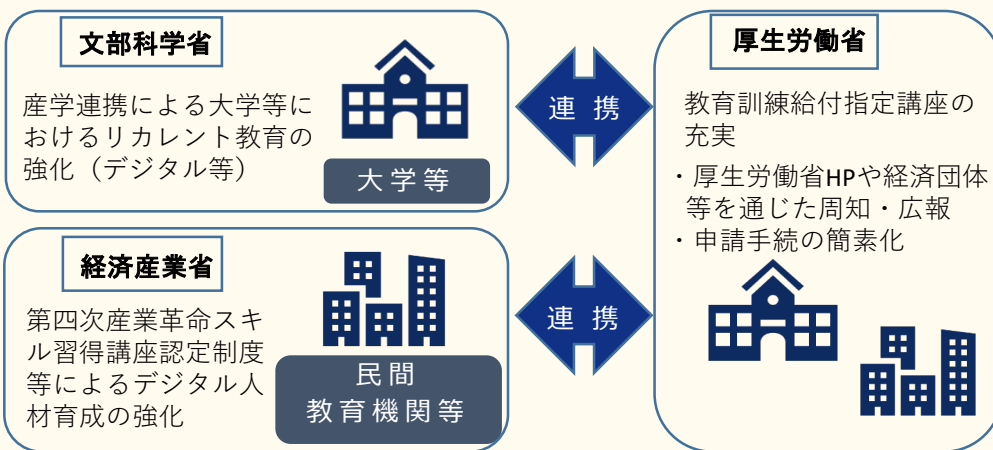 文部科学省
産学連携による大学等に
おけるリカレント教育の
強化（デジタル等）
大学等
連携
経済産業省
第四次産業革命スキ
ル習得講座認定制度
等によるデジタル人
材育成の強化
民間
教育機関等
連携
厚生労働省
教育訓練給付指定講座の
充実
・厚生労働省HPや経済団体
等を通じた周知・広報
・申請手続の簡素化